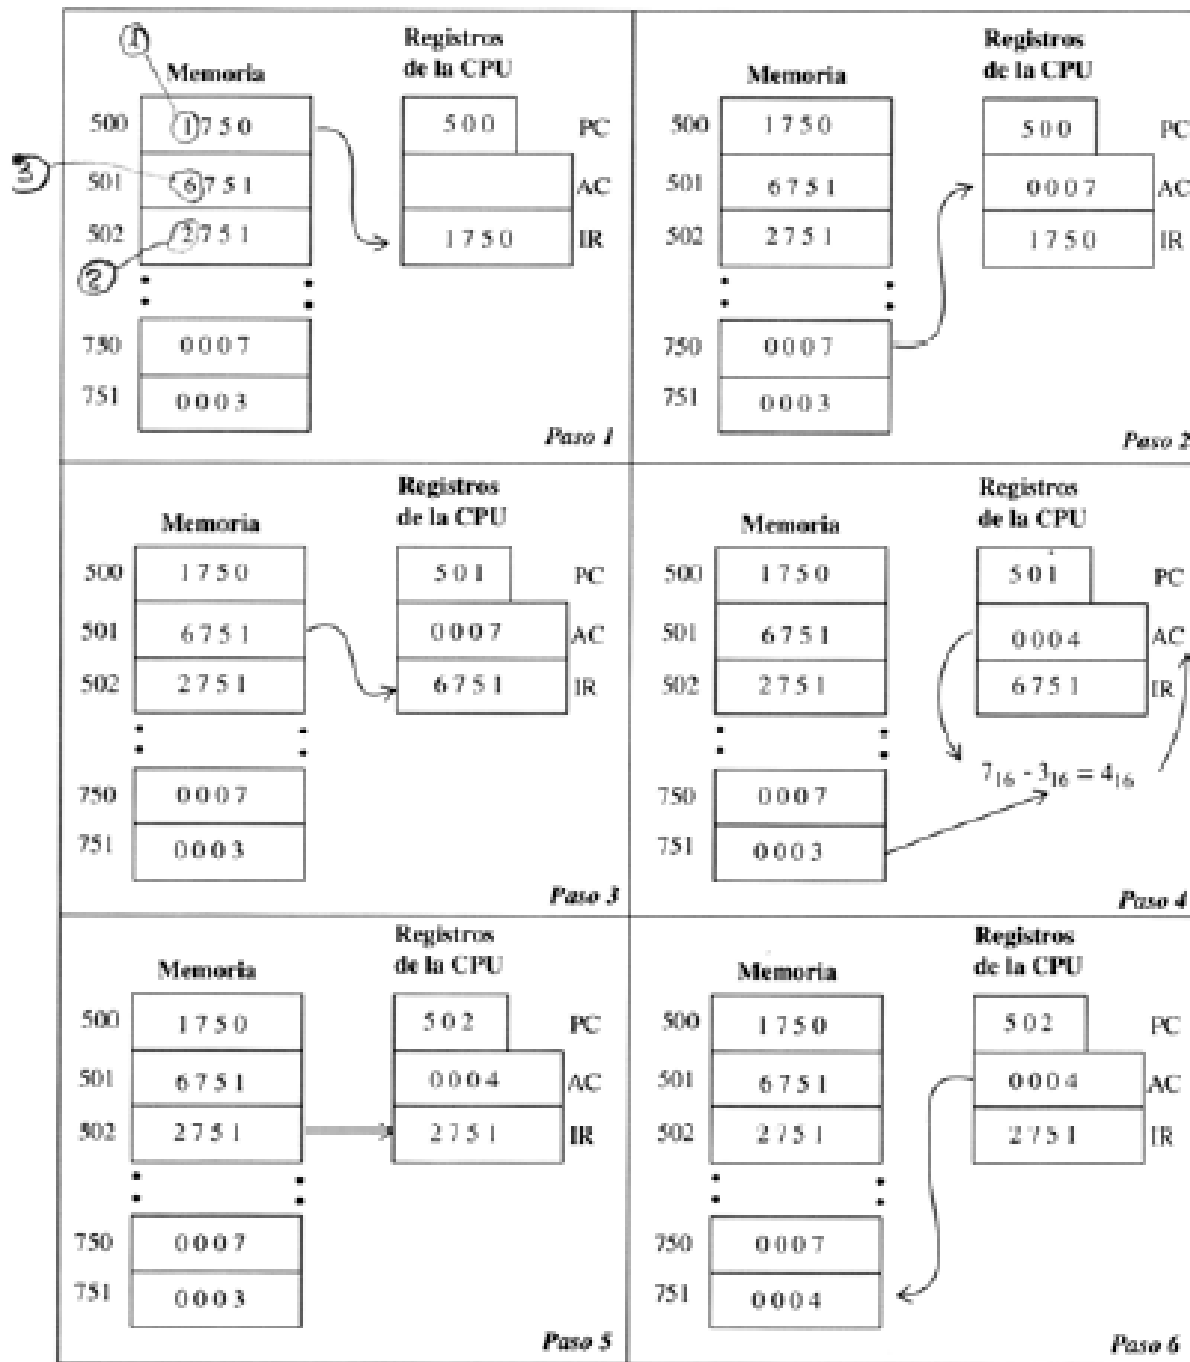 ①
Registros
de la CPU
Memoria
500 1750 500 PC
③ 501 6751 AC
502 2751 1750 IR
②
750 0007
751 0003
Paso 1
Registros
de la CPU
Memoria
500 1750 500 PC
501 6751 0007 AC
502 2751 1750 IR
750 0007
751 0003
Paso 2
Registros
de la CPU
Memoria
500 1750 501 PC
501 6751 0007 AC
502 2751 6751 IR
750 0007
751 0003
Paso 3
Registros
de la CPU
Memoria
500 1750 501 PC
501 6751 0004 AC
502 2751 6751 IR
7₁₆ - 3₁₆ = 4₁₆
750 0007
751 0003
Paso 4
Registros
de la CPU
Memoria
500 1750 502 PC
501 6751 0004 AC
502 2751 2751 IR
750 0007
751 0003
Paso 5
Registros
de la CPU
Memoria
500 1750 502 PC
501 6751 0004 AC
502 2751 2751 IR
750 0007
751 0004
Paso 6